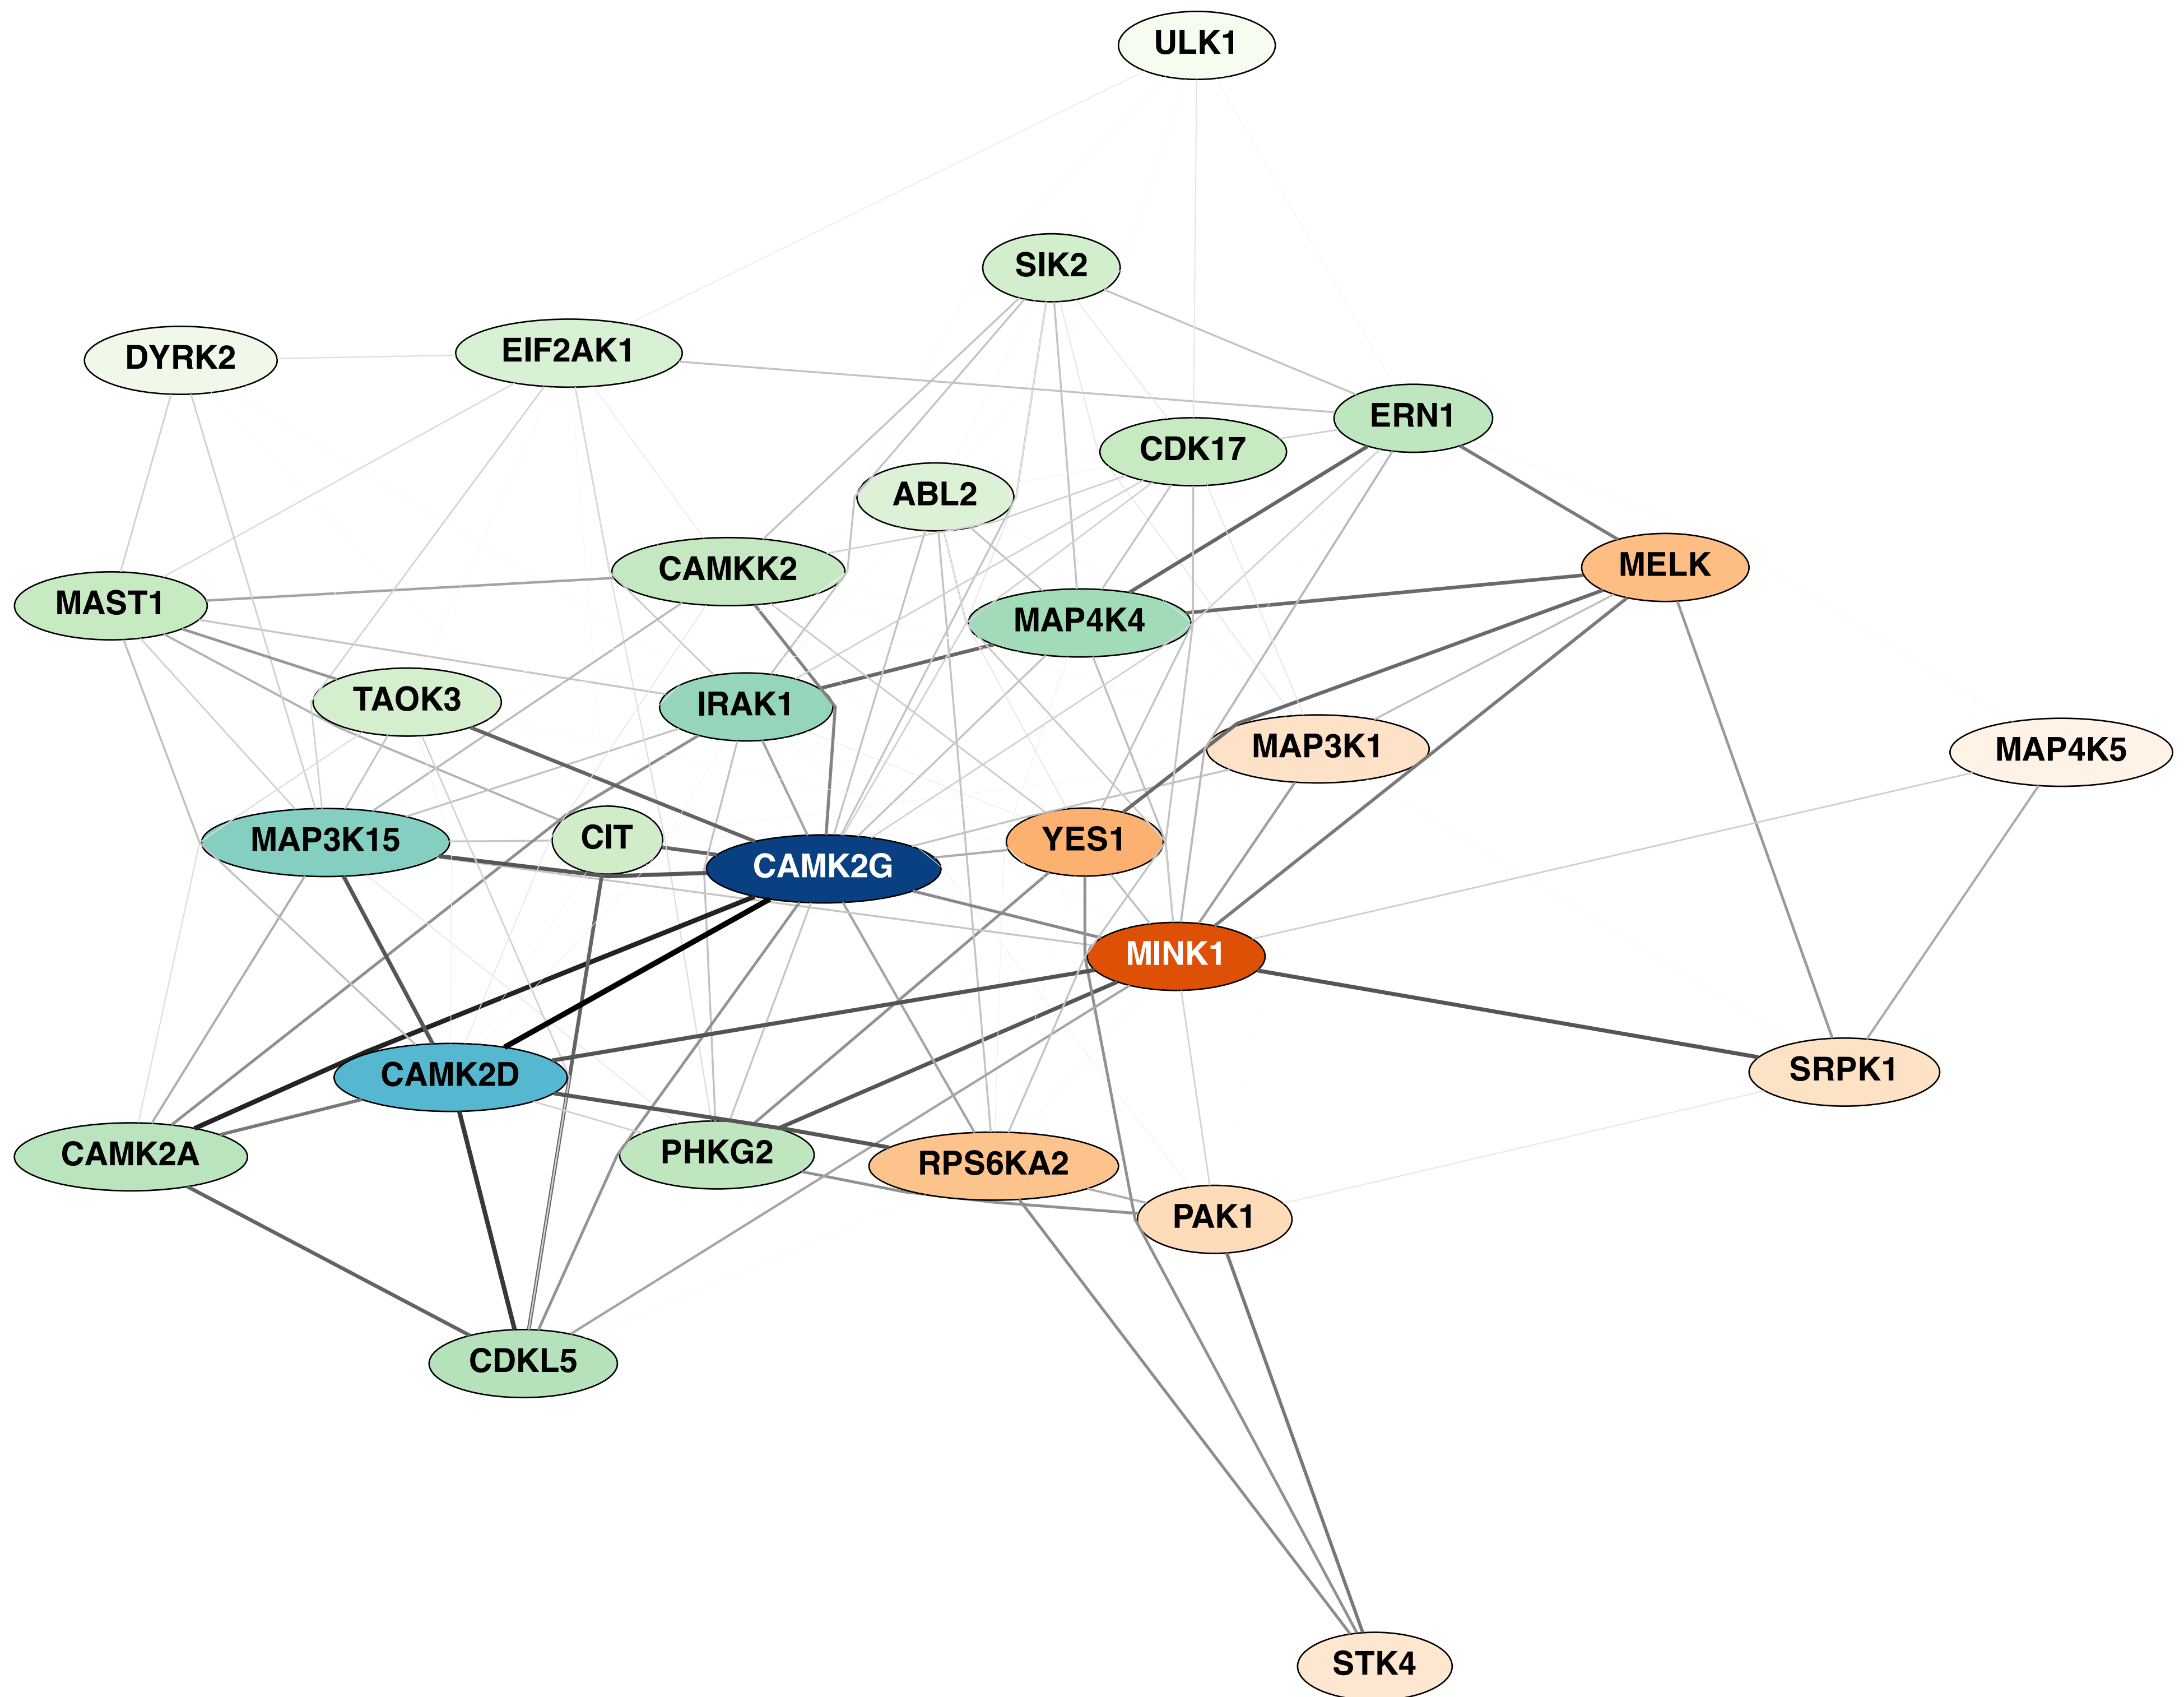 ULK1
SIK2
DYRK2
EIF2AK1
ERN1
CDK17
ABL2
CAMKK2
MELK
MAST1
MAP4K4
TAOK3
IRAK1
MAP3K1
MAP4K5
MAP3K15
CIT
CAMK2G
YES1
MINK1
CAMK2D
SRPK1
CAMK2A
PHKG2
RPS6KA2
PAK1
CDKL5
STK4